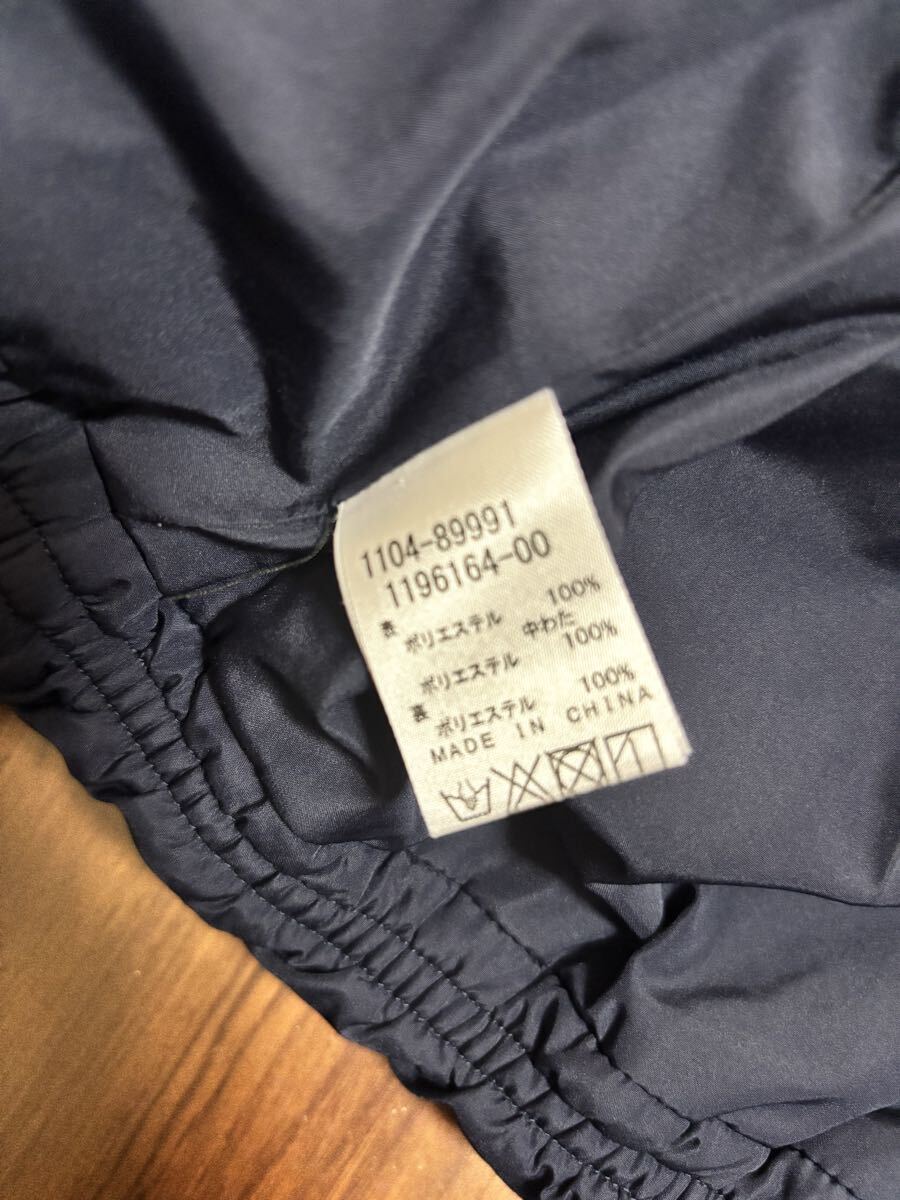 1104-89991
1196164-00
表 ポリエステル 100%
中わた
ポリエステル 100%
裏 ポリエステル 100%
MADE IN CHINA